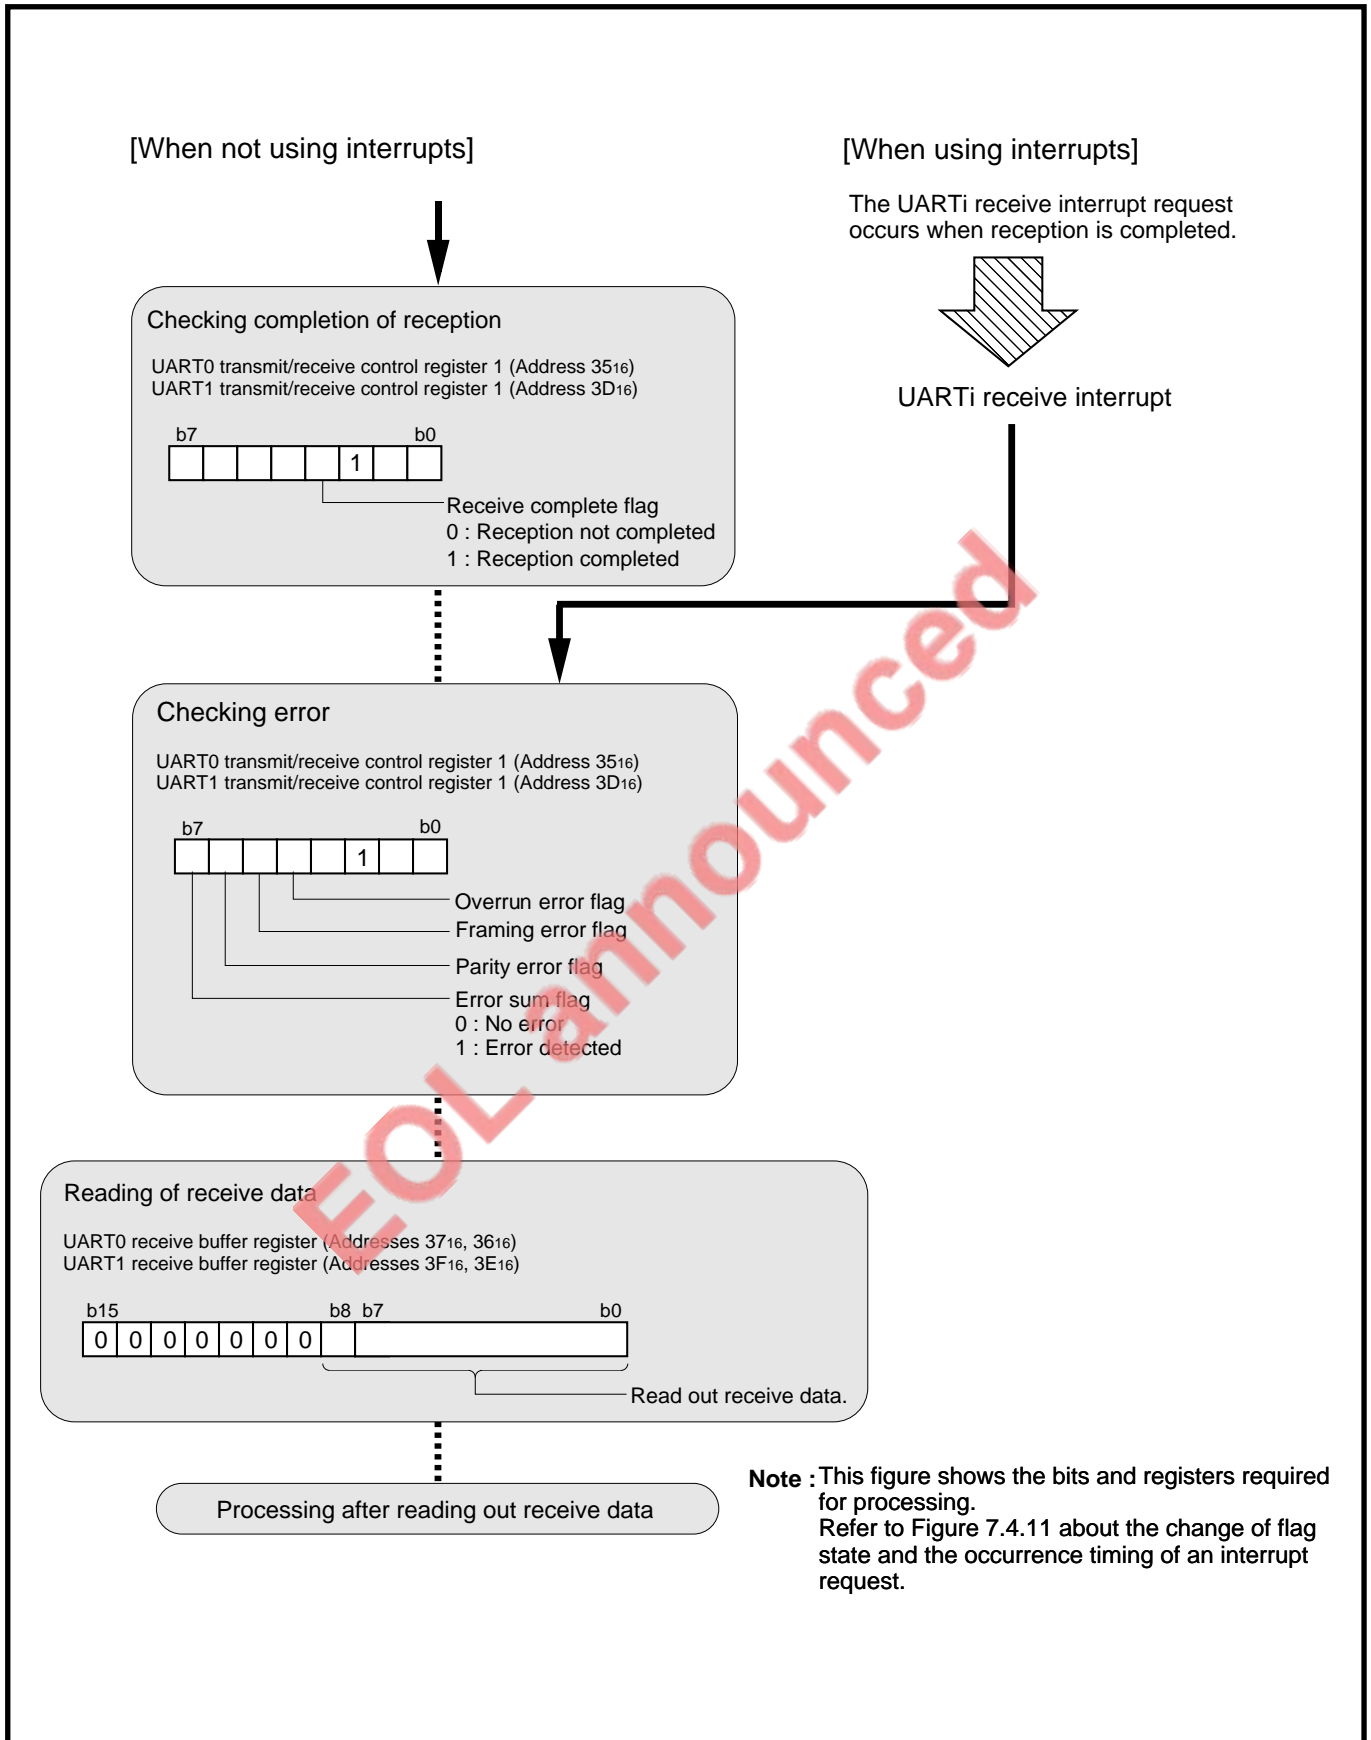 [When not using interrupts]
[When using interrupts]
The UARTi receive interrupt request
occurs when reception is completed.
UARTi receive interrupt
Checking completion of reception
UART0 transmit/receive control register 1 (Address 3516)
UART1 transmit/receive control register 1 (Address 3D16)
b7 b0
1
Receive complete flag
0 : Reception not completed
1 : Reception completed
Checking error
UART0 transmit/receive control register 1 (Address 3516)
UART1 transmit/receive control register 1 (Address 3D16)
b7 b0
1
Overrun error flag
Framing error flag
Parity error flag
Error sum flag
0 : No error
1 : Error detected
Reading of receive data
UART0 receive buffer register (Addresses 3716, 3616)
UART1 receive buffer register (Addresses 3F16, 3E16)
b15 b8 b7 b0
0 0 0 0 0 0 0
Read out receive data.
Processing after reading out receive data
Note : This figure shows the bits and registers required
for processing.
Refer to Figure 7.4.11 about the change of flag
state and the occurrence timing of an interrupt
request.
EOL announced